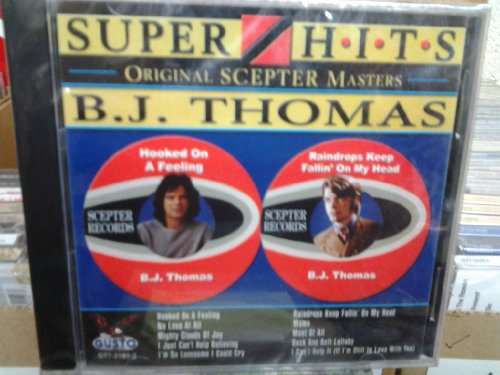 SUPER H•I•T•S
ORIGINAL SCEPTER MASTERS
B.J. THOMAS
Hooked On
A Feeling
SCEPTER
RECORDS
B.J. Thomas
Raindrops Keep
Fallin' On My Head
SCEPTER
RECORDS
B.J. Thomas
Hooked On A Feeling
No Love At All
Mighty Clouds Of Joy
I Just Can't Help Believing
I'm So Lonesome I Could Cry
Raindrops Keep Fallin' On My Head
Mama
Most Of All
Rock And Roll Lullaby
I Can't Help It (If I'm Still In Love With You)
GUSTO
GT7-2181-2